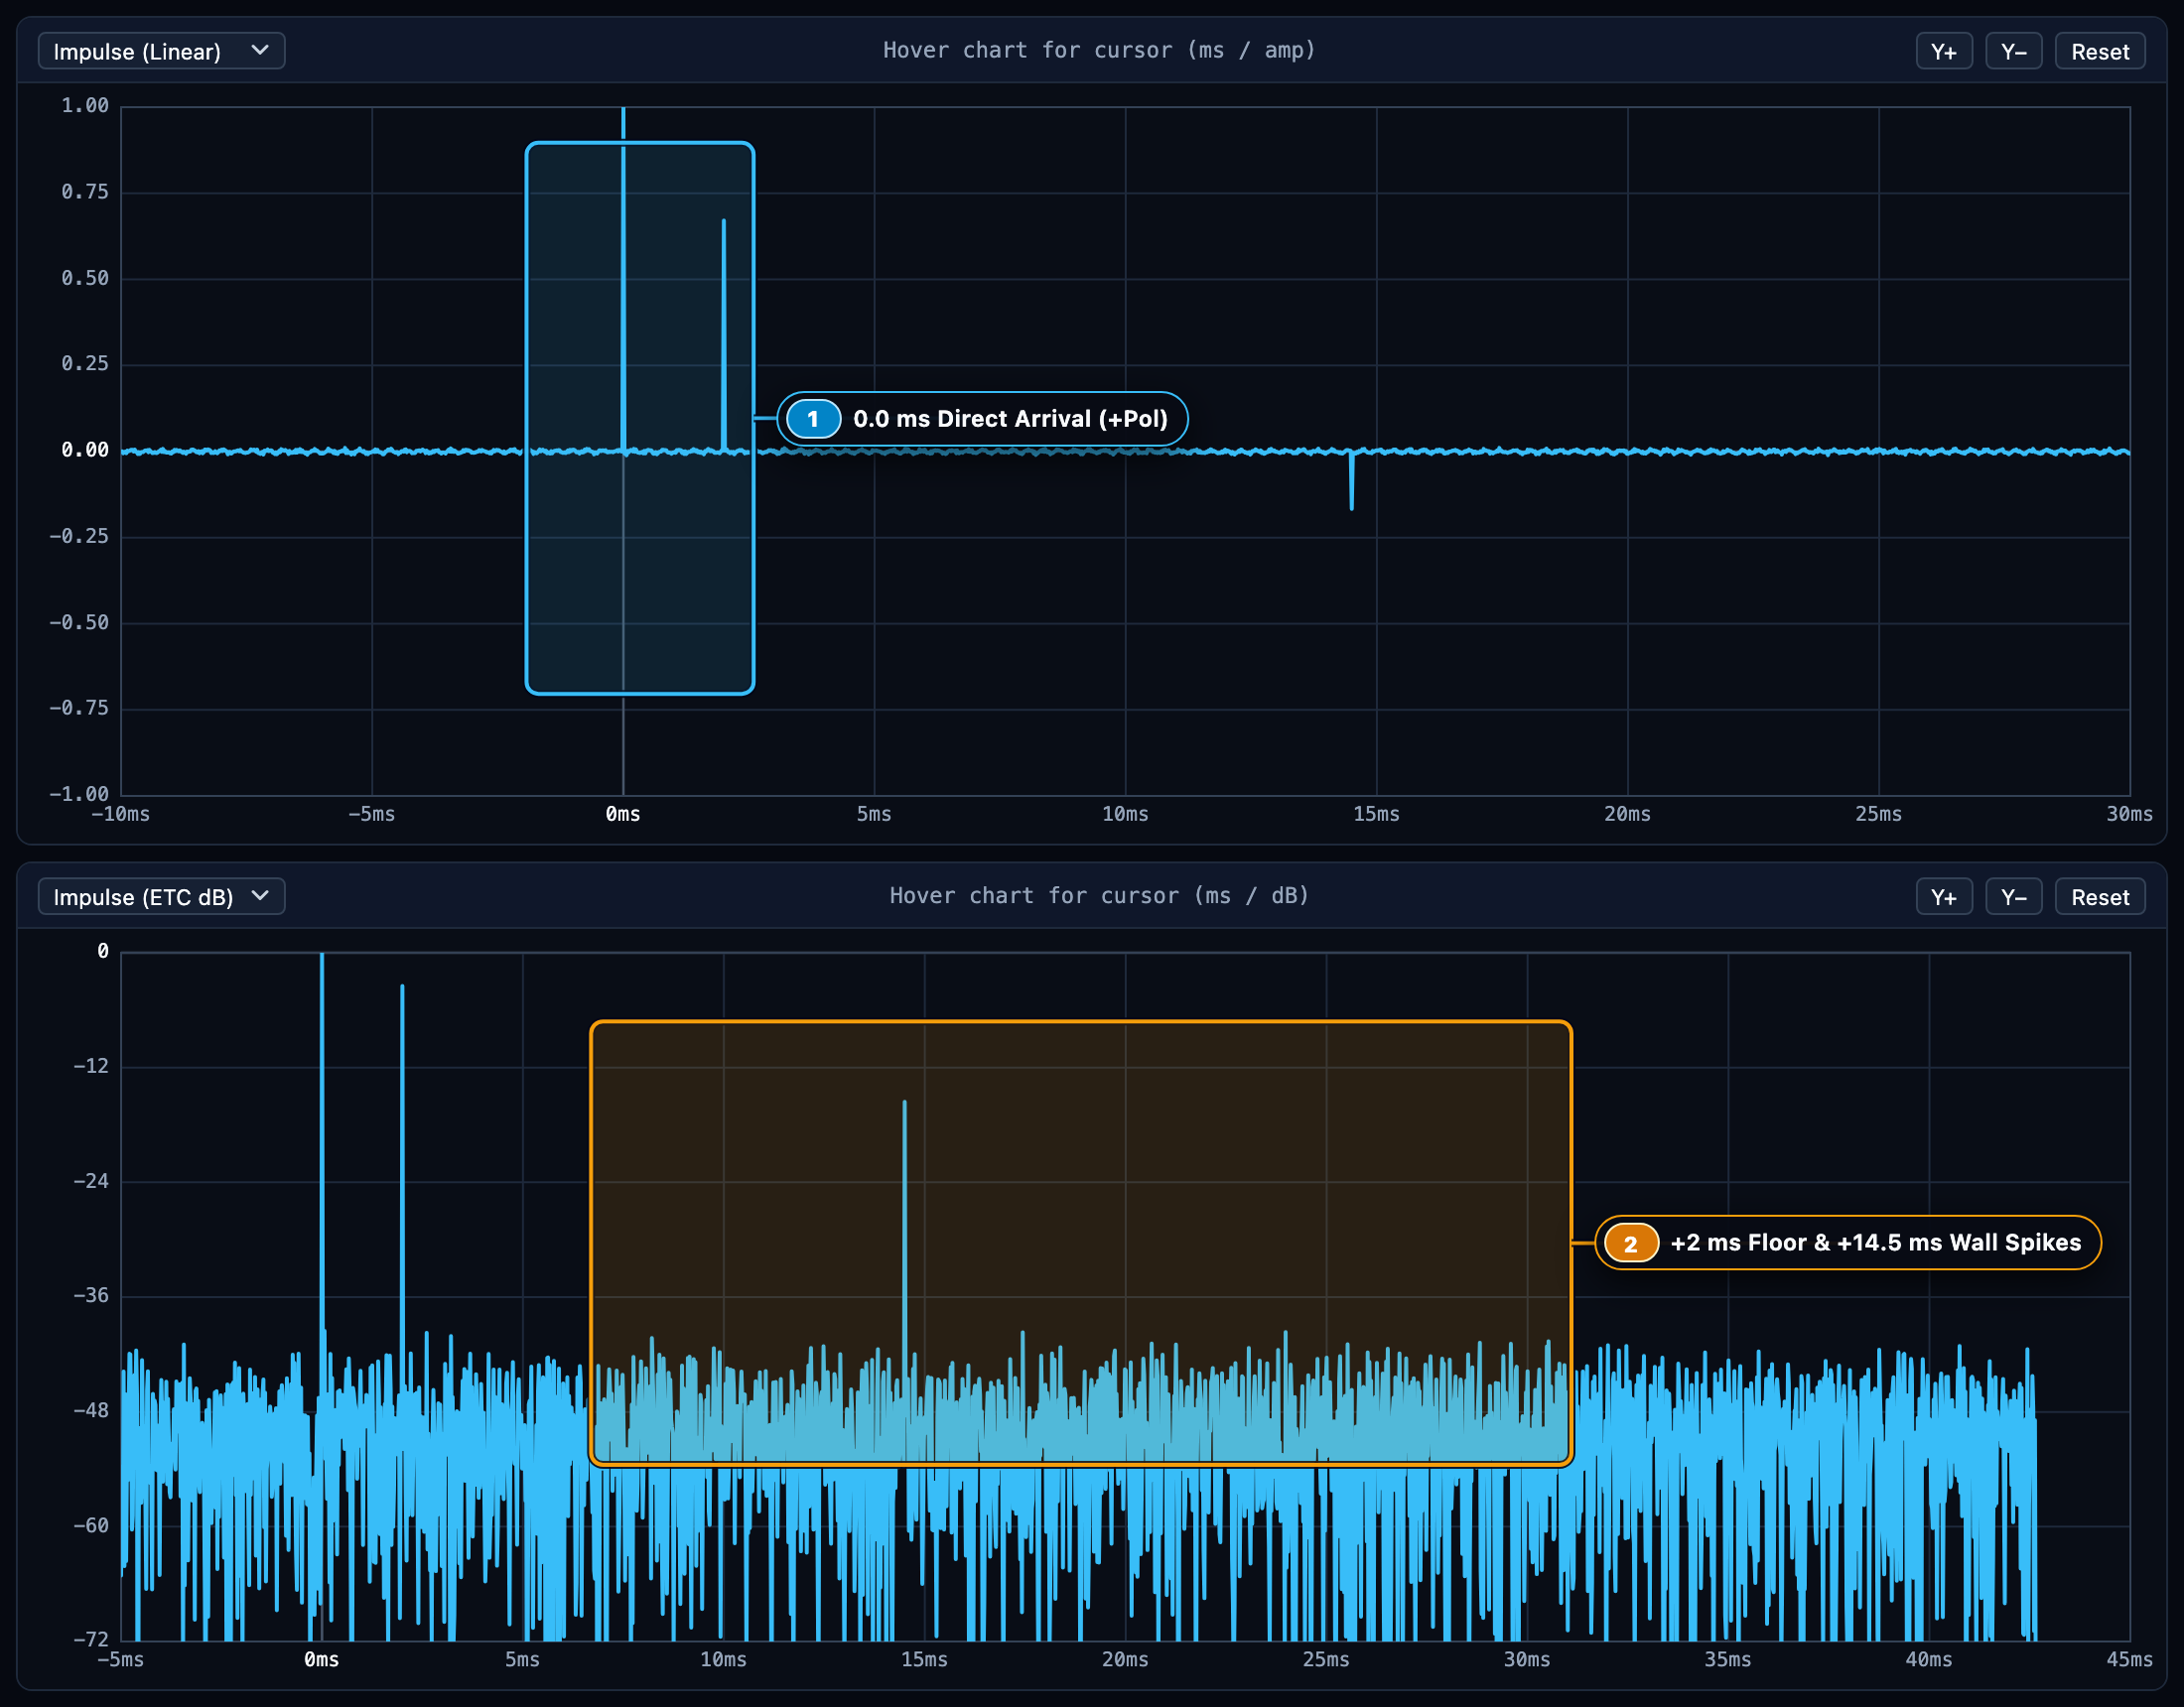 Impulse (Linear)
Hover chart for cursor (ms / amp)
Y+
Y−
Reset
1.00
0.75
0.50
0.25
0.00
−0.25
−0.50
−0.75
−1.00
1 0.0 ms Direct Arrival (+Pol)
−10ms −5ms 0ms 5ms 10ms 15ms 20ms 25ms 30ms
Impulse (ETC dB)
Hover chart for cursor (ms / dB)
Y+
Y−
Reset
0
−12
−24
−36
−48
−60
−72
2 +2 ms Floor & +14.5 ms Wall Spikes
−5ms 0ms 5ms 10ms 15ms 20ms 25ms 30ms 35ms 40ms 45ms